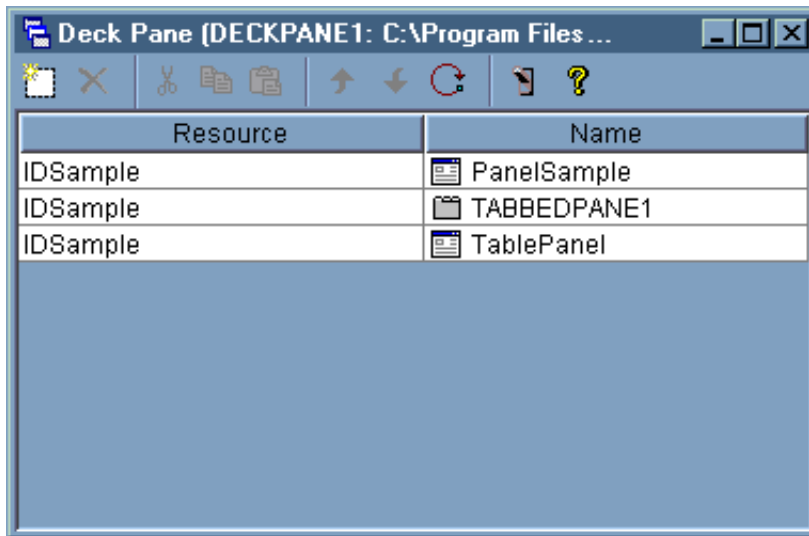 Deck Pane (DECKPANE1: C:\Program Files...
Resource Name
IDSample PanelSample
IDSample TABBEDPANE1
IDSample TablePanel